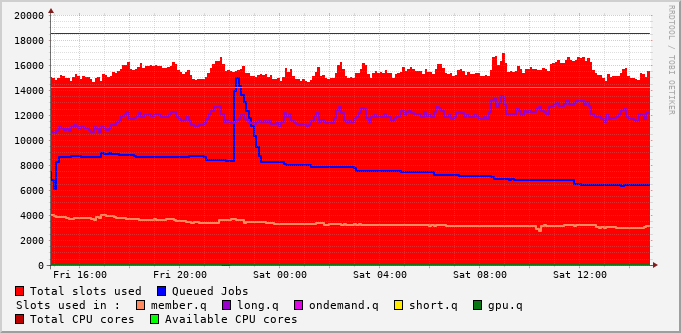 20000
18000
16000
14000
12000
10000
8000
6000
4000
2000
0
Fri 16:00 Fri 20:00 Sat 00:00 Sat 04:00 Sat 08:00 Sat 12:00
Total slots used Queued Jobs
Slots used in : member.q long.q ondemand.q short.q gpu.q
Total CPU cores Available CPU cores
RRDTOOL / TOBI OETIKER